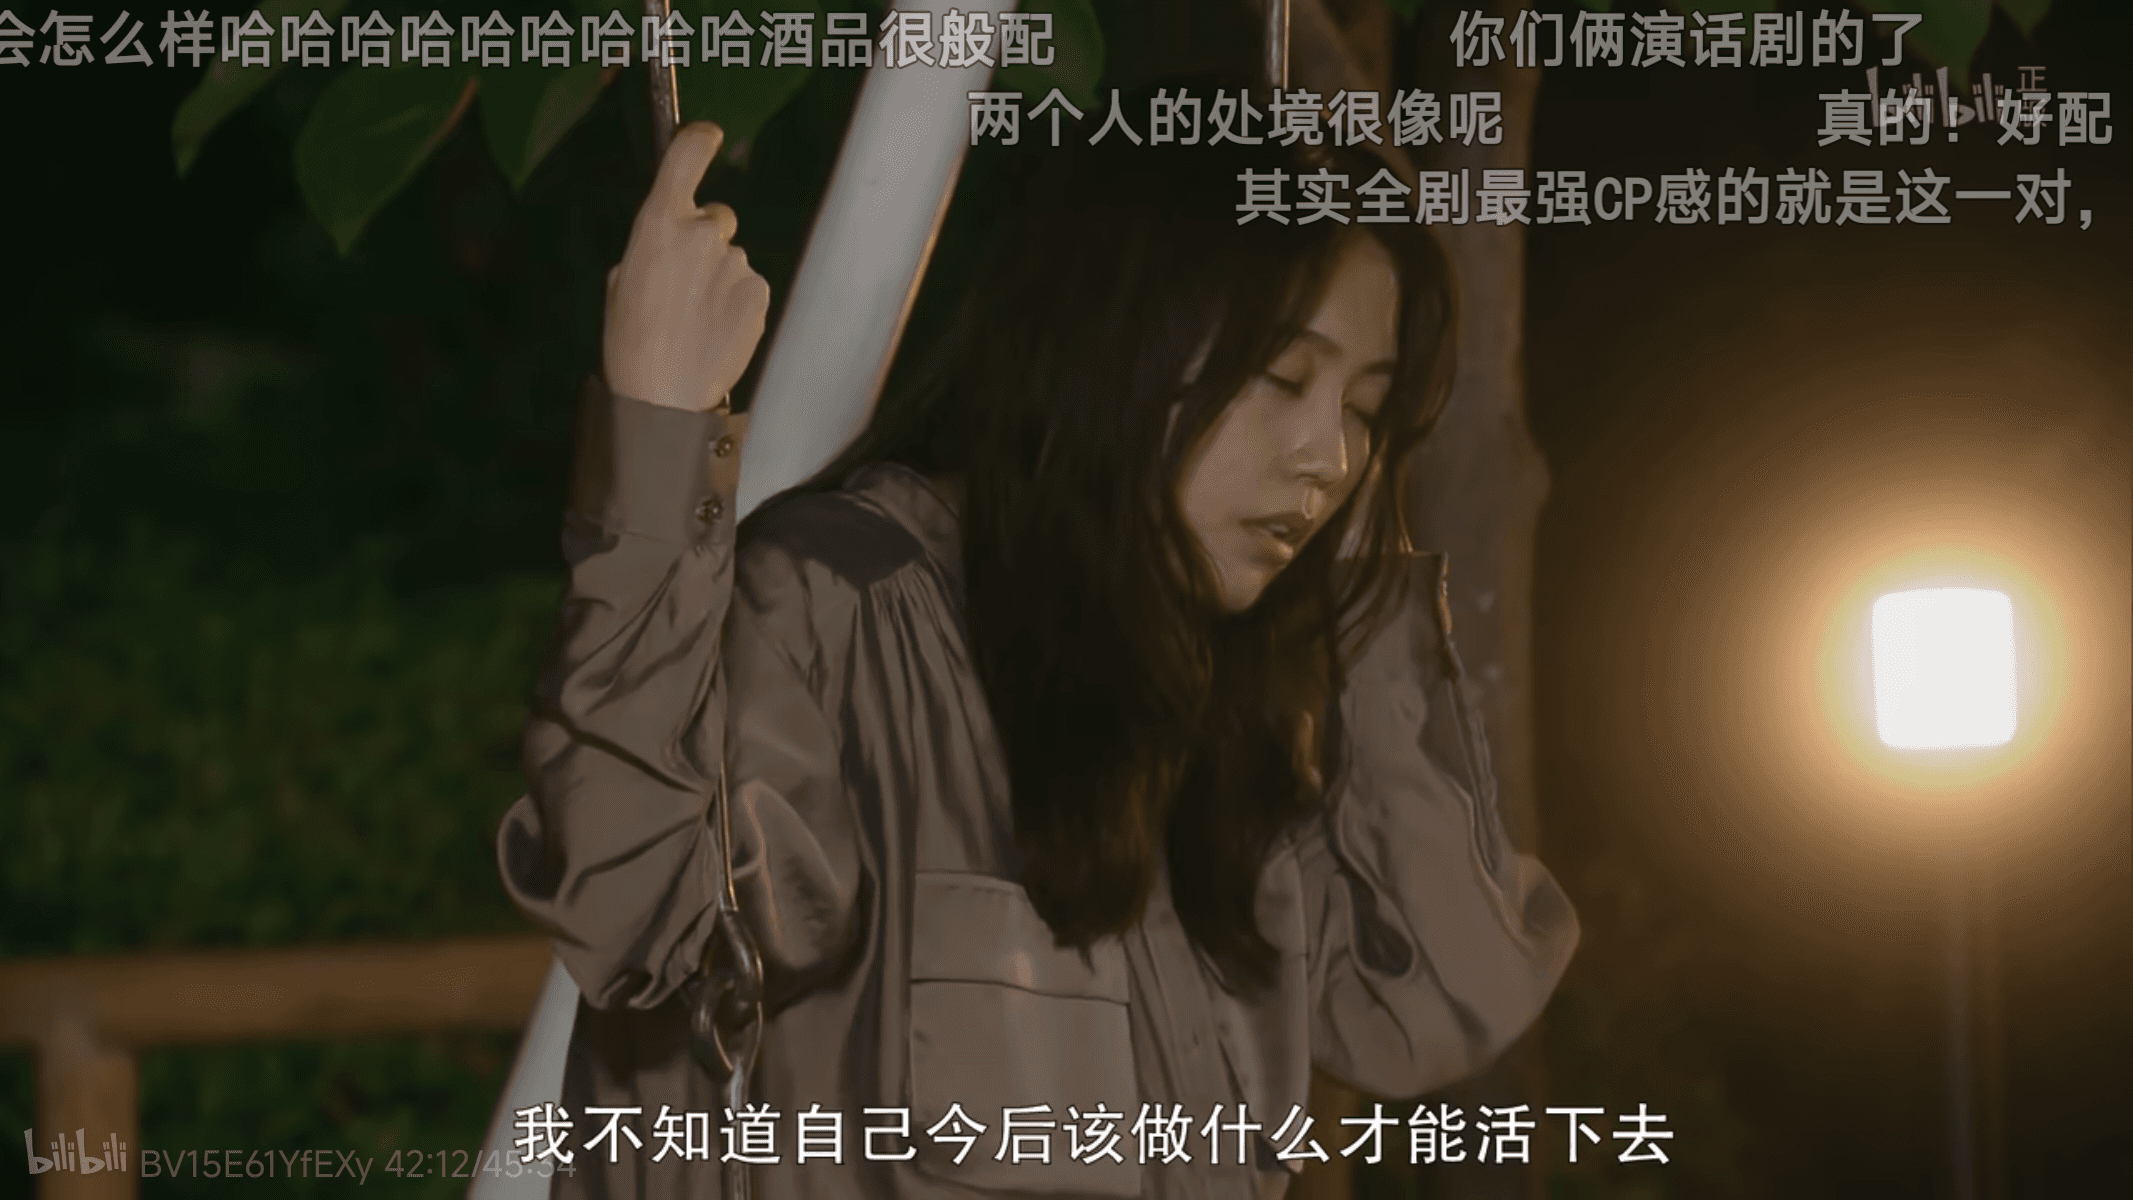 会怎么样哈哈哈哈哈哈哈哈哈酒品很般配
你们俩演话剧的了
bilibili 正版
两个人的处境很像呢
真的！好配
其实全剧最强CP感的就是这一对，
我不知道自己今后该做什么才能活下去
bilibili BV15E61YfEXy 42:12/45:34